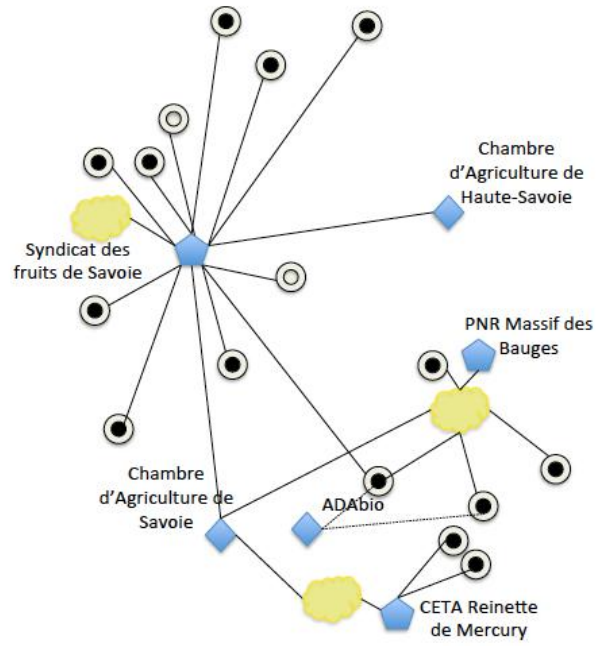 Chambre
d'Agriculture de
Haute-Savoie
Syndicat des
fruits de Savoie
PNR Massif des
Bauges
Chambre
d'Agriculture de
Savoie
ADAbio
CETA Reinette
de Mercury